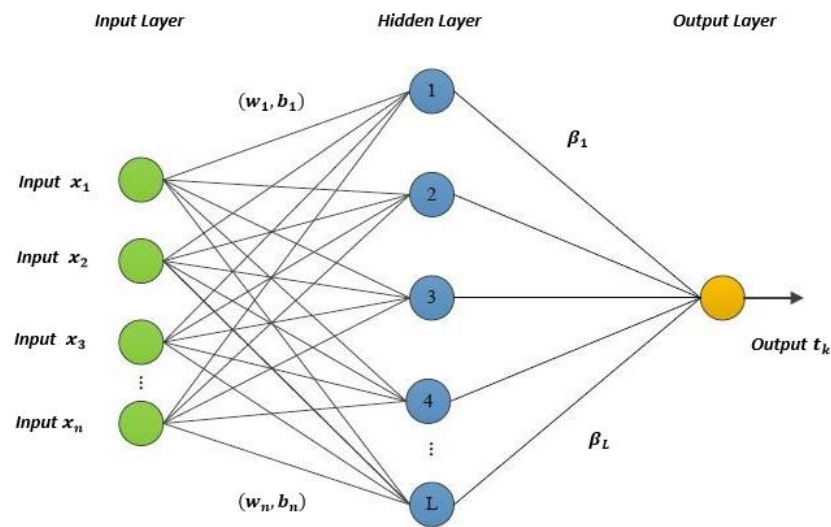 Input Layer
Hidden Layer
Output Layer
(w₁, b₁)
1
β₁
Input x₁
2
Input x₂
3
Input x₃
Output tₖ
...
4
Input xₙ
...
β_L
(wₙ, bₙ)
L